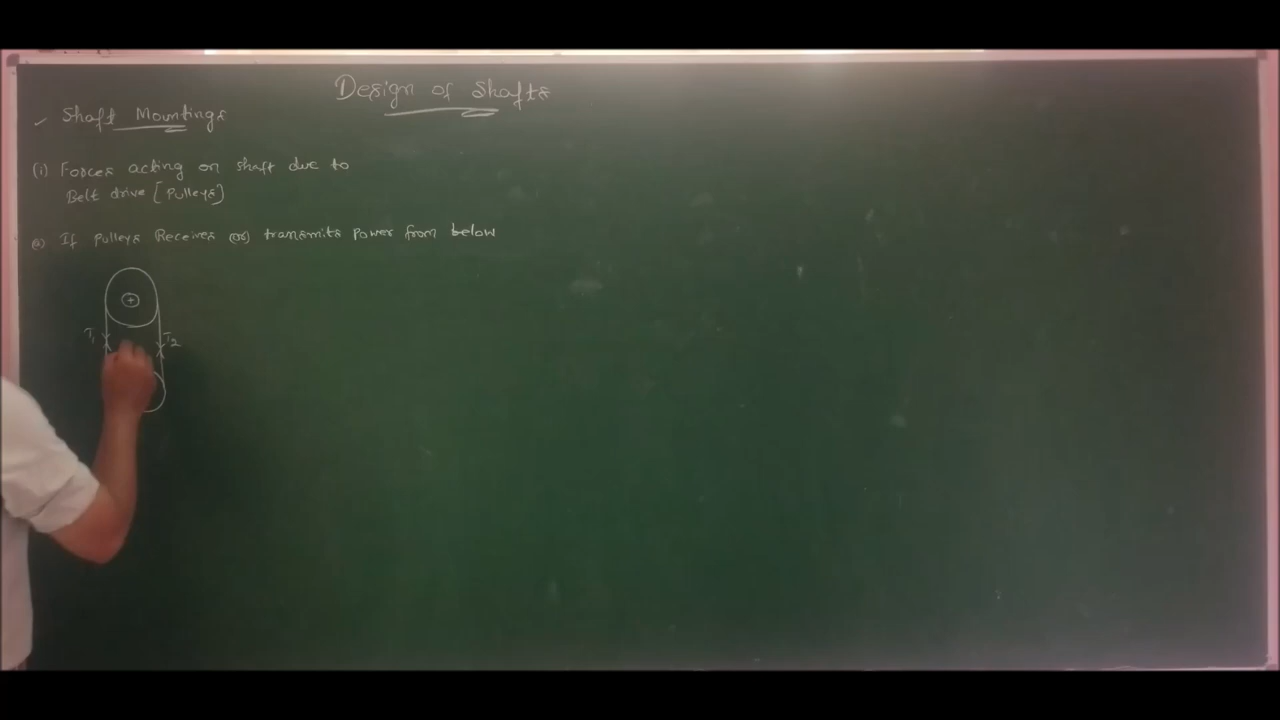 Design of Shafts
Shaft Mountings
(i) Forces acting on shaft due to
Belt drive [Pulleys]
(a) If Pulleys Receives (or) transmits Power from below
T1 T2